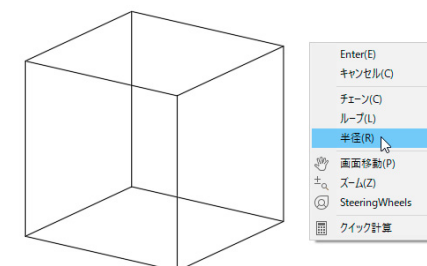 Enter(E)
キャンセル(C)
チェーン(C)
ループ(L)
半径(R)
画面移動(P)
ズーム(Z)
SteeringWheels
クイック計算